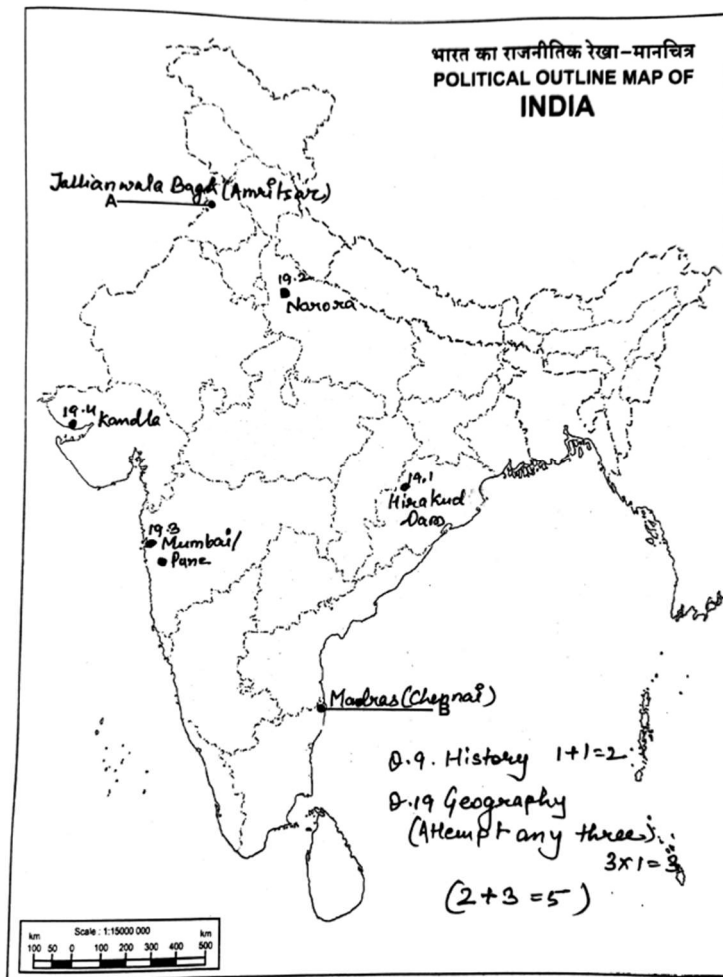 भारत का राजनीतिक रेखा-मानचित्र
POLITICAL OUTLINE MAP OF
INDIA
Jallianwala Bagh (Amritsar)
A
19.2
Narora
19.4 Kandla
19.1
Hirakud
Dam
19.3
Mumbai/
Pune
Madras (Chennai)
B
Q.9. History 1+1=2
Q.19 Geography
(Attempt any three)
3×1=3
(2+3=5)
km Scale : 1:15000 000 km
100 50 0 100 200 300 400 500